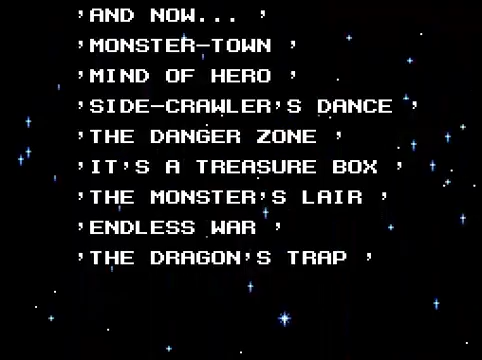 ’AND NOW... ’
’MONSTER-TOWN ’
’MIND OF HERO ’
’SIDE-CRAWLER’S DANCE ’
’THE DANGER ZONE ’
’IT’S A TREASURE BOX ’
’THE MONSTER’S LAIR ’
’ENDLESS WAR ’
’THE DRAGON’S TRAP ’